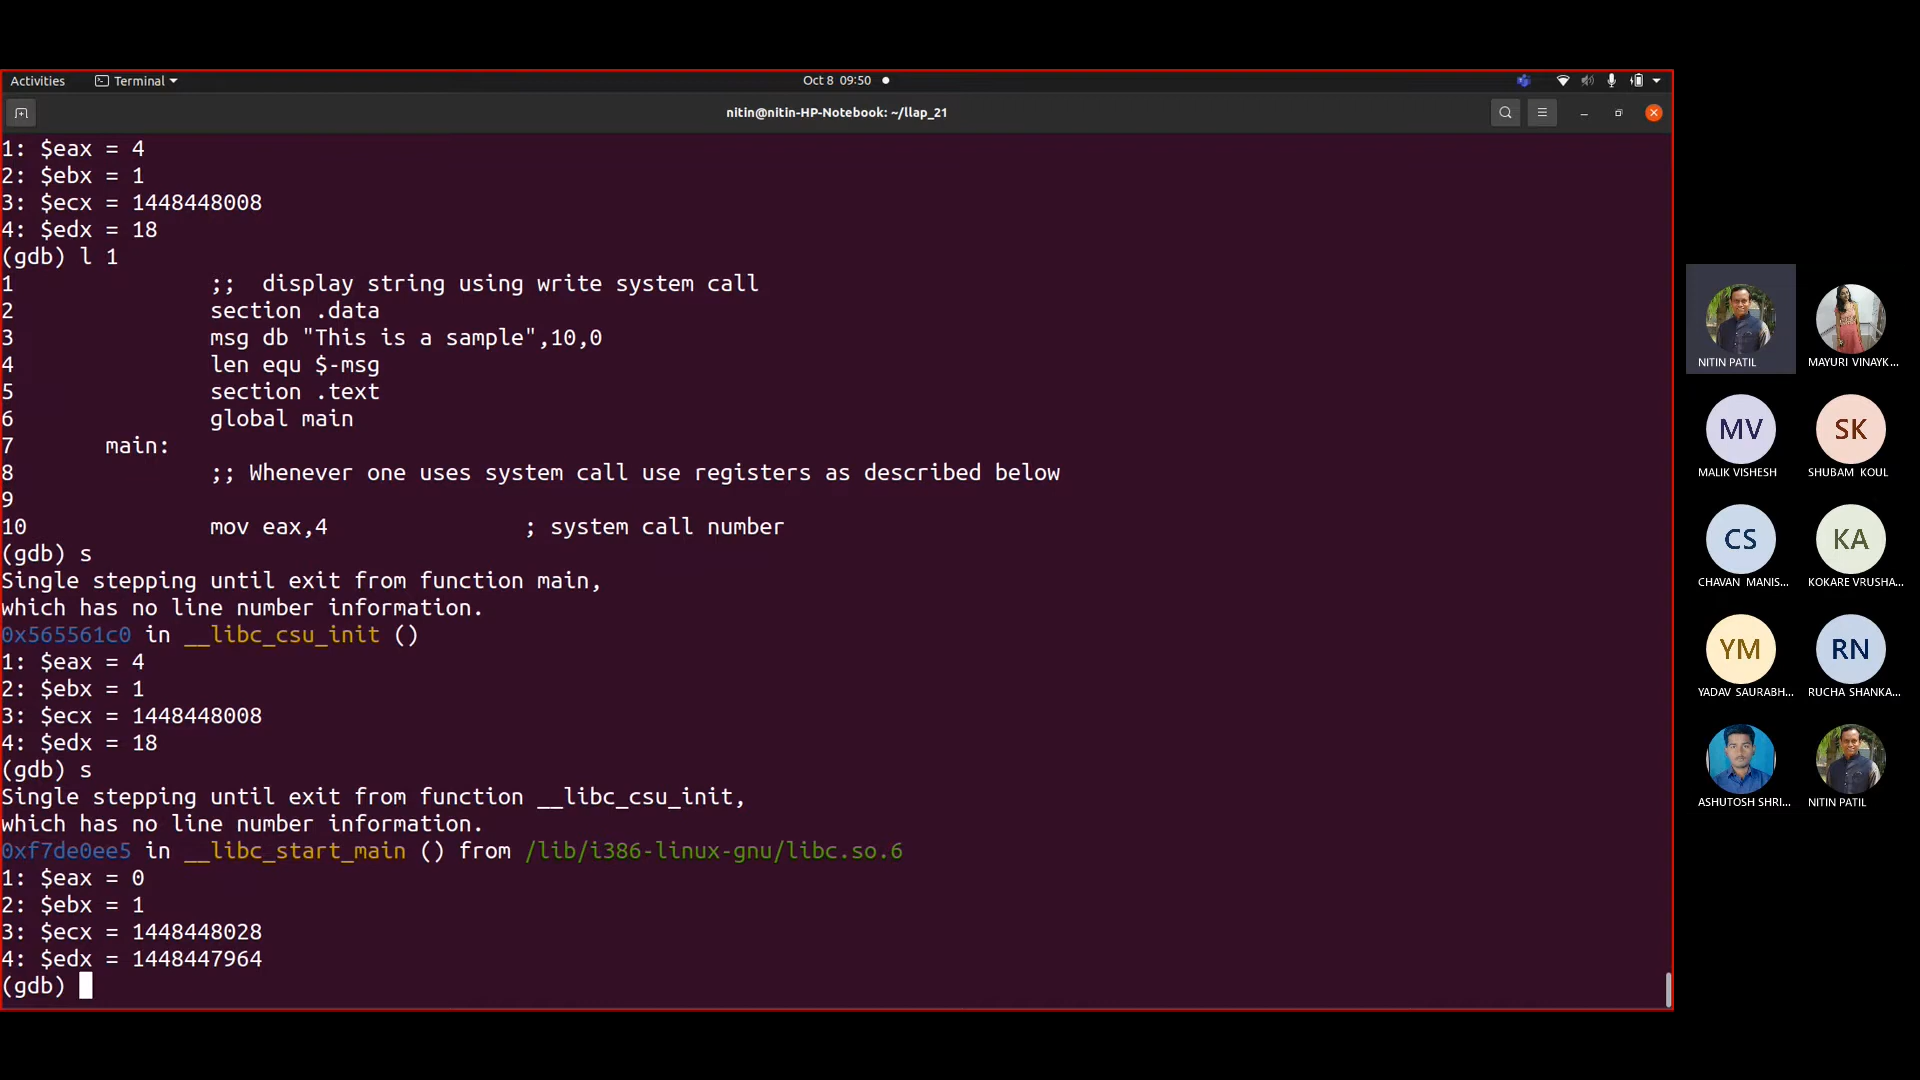 Activities Terminal Oct 8 09:50
nitin@nitin-HP-Notebook: ~/llap_21
1: $eax = 4
2: $ebx = 1
3: $ecx = 1448448008
4: $edx = 18
(gdb) l 1
1 ;; display string using write system call
2 section .data
3 msg db "This is a sample",10,0
4 len equ $-msg
5 section .text
6 global main
7 main:
8 ;; Whenever one uses system call use registers as described below
9
10 mov eax,4 ; system call number
(gdb) s
Single stepping until exit from function main,
which has no line number information.
0x565561c0 in __libc_csu_init ()
1: $eax = 4
2: $ebx = 1
3: $ecx = 1448448008
4: $edx = 18
(gdb) s
Single stepping until exit from function __libc_csu_init,
which has no line number information.
0xf7de0ee5 in __libc_start_main () from /lib/i386-linux-gnu/libc.so.6
1: $eax = 0
2: $ebx = 1
3: $ecx = 1448448028
4: $edx = 1448447964
(gdb)
NITIN PATIL
MAYURI VINAYK...
MV
MALIK VISHESH
SK
SHUBAM KOUL
CS
CHAVAN MANIS...
KA
KOKARE VRUSHA...
YM
YADAV SAURABH...
RN
RUCHA SHANKA...
ASHUTOSH SHRI...
NITIN PATIL